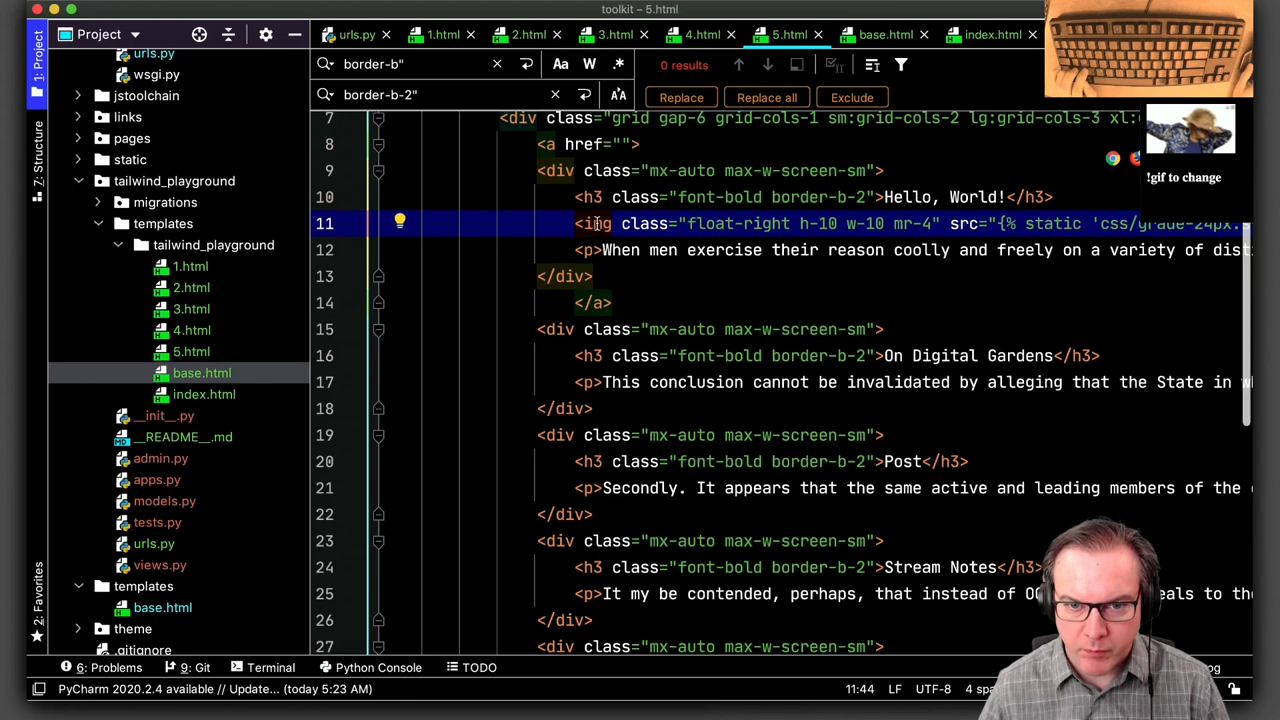 toolkit – 5.html
Project
urls.py
1.html
2.html
3.html
4.html
5.html
base.html
index.html
1: Project
7: Structure
2: Favorites
urls.py
wsgi.py
jstoolchain
links
pages
static
tailwind_playground
migrations
templates
tailwind_playground
1.html
2.html
3.html
4.html
5.html
base.html
index.html
__init__.py
__README__.md
admin.py
apps.py
models.py
tests.py
urls.py
views.py
templates
base.html
theme
.gitignore
border-b"
Aa W .*
0 results
border-b-2"
Replace
Replace all
Exclude
7 <div class="grid gap-6 grid-cols-1 sm:grid-cols-2 lg:grid-cols-3 xl:
8 <a href="">
9 <div class="mx-auto max-w-screen-sm">
10 <h3 class="font-bold border-b-2">Hello, World!</h3>
11 <img class="float-right h-10 w-10 mr-4" src="{% static 'css/grade-24px.s
12 <p>When men exercise their reason coolly and freely on a variety of dist
13 </div>
14 </a>
15 <div class="mx-auto max-w-screen-sm">
16 <h3 class="font-bold border-b-2">On Digital Gardens</h3>
17 <p>This conclusion cannot be invalidated by alleging that the State in wh
18 </div>
19 <div class="mx-auto max-w-screen-sm">
20 <h3 class="font-bold border-b-2">Post</h3>
21 <p>Secondly. It appears that the same active and leading members of the
22 </div>
23 <div class="mx-auto max-w-screen-sm">
24 <h3 class="font-bold border-b-2">Stream Notes</h3>
25 <p>It my be contended, perhaps, that instead of
26 </div>
27 <div class="mx-auto max-w-screen-sm">
!gif to change
6: Problems
9: Git
Terminal
Python Console
TODO
PyCharm 2020.2.4 available // Update... (today 5:23 AM)
11:44 LF UTF-8